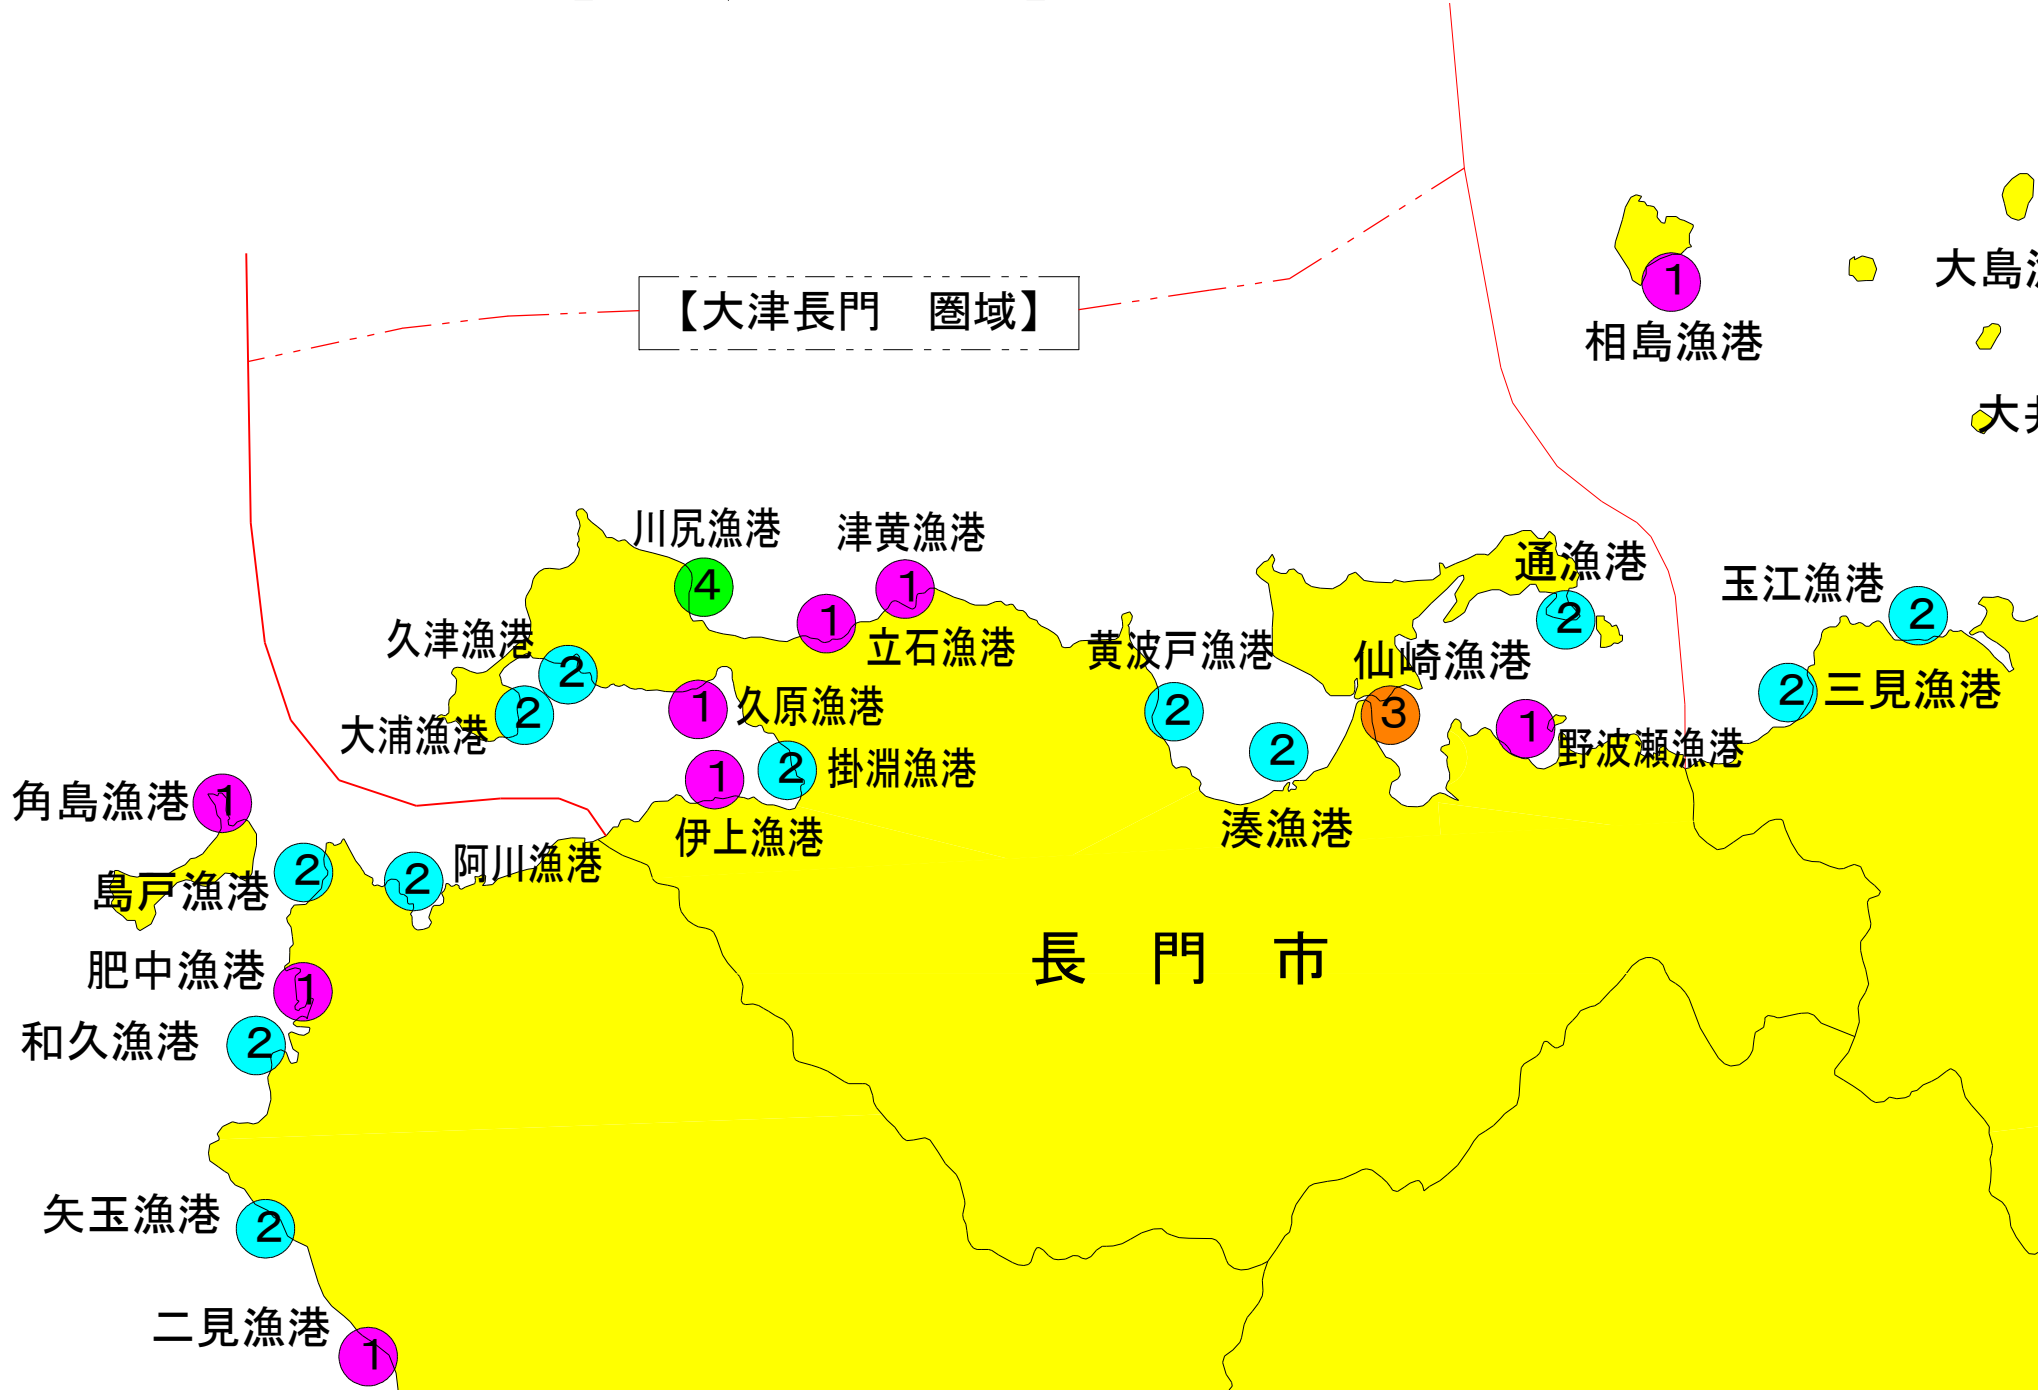 【大津長門　圏域】
相島漁港
1
大島
大井
川尻漁港
4
津黄漁港
1
1
立石漁港
通漁港
2
玉江漁港
2
久津漁港
2
黄波戸漁港
2
仙崎漁港
3
2
三見漁港
大浦漁港
2
1
久原漁港
1
野波瀬漁港
2
湊漁港
2
掛淵漁港
1
伊上漁港
角島漁港
1
島戸漁港
2
2
阿川漁港
肥中漁港
1
長　門　市
和久漁港
2
矢玉漁港
2
二見漁港
1